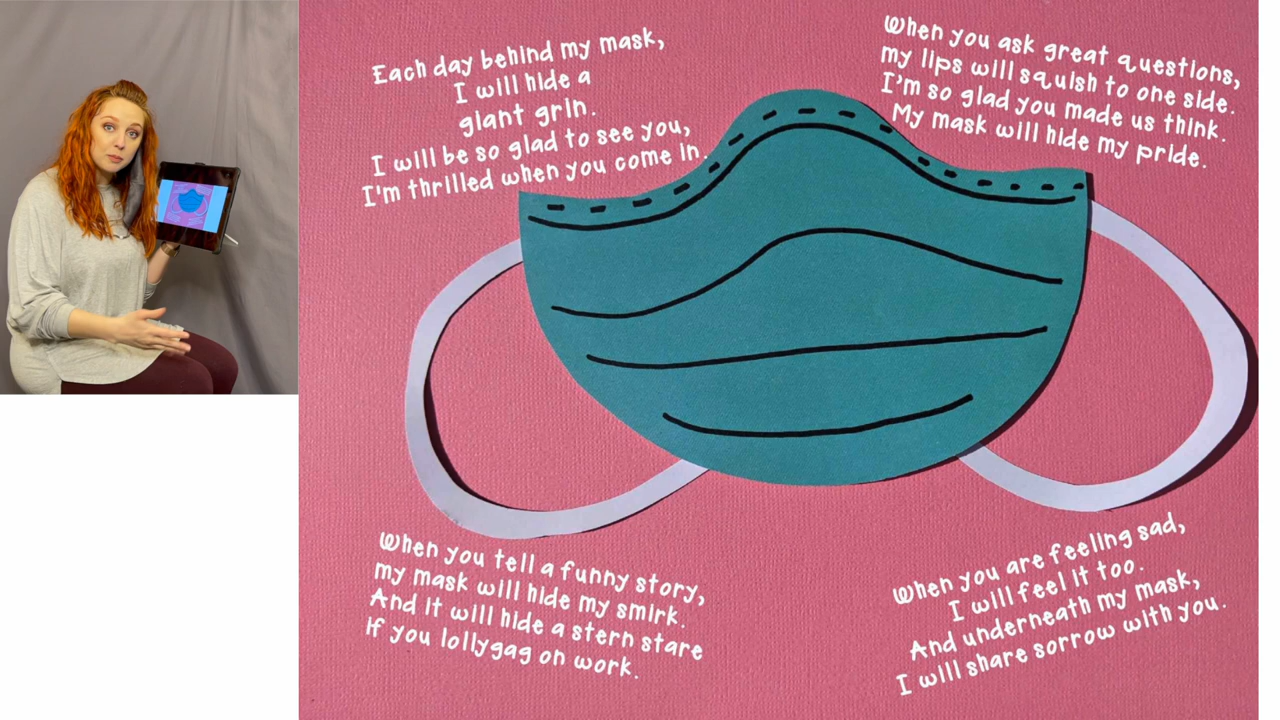 Each day behind my mask,
I will hide a
giant grin.
I will be so glad to see you,
I'm thrilled when you come in.
When you ask great questions,
my lips will squish to one side.
I'm so glad you made us think.
My mask will hide my pride.
When you tell a funny story,
my mask will hide my smirk.
And it will hide a stern stare
If you lollygag on work.
When you are feeling sad,
I will feel it too.
And underneath my mask,
I will share sorrow with you.